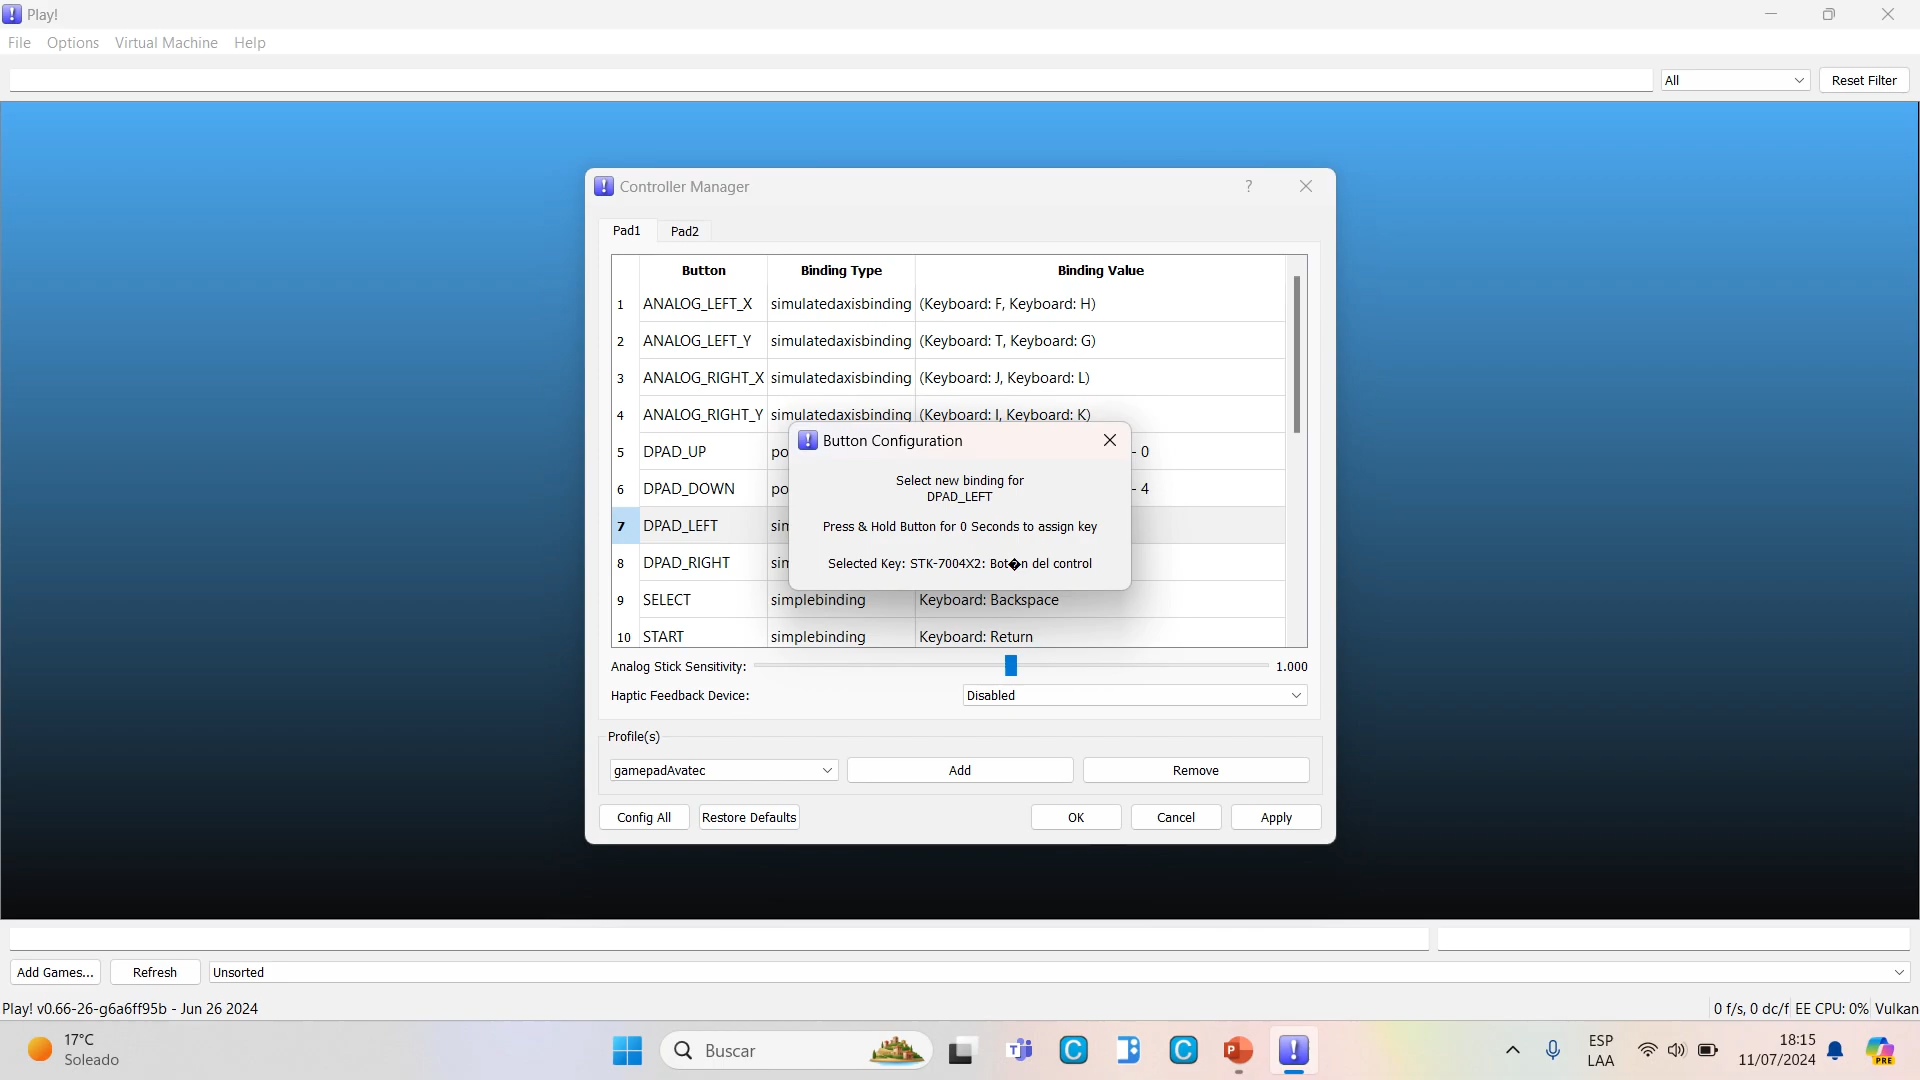 Play!
File Options Virtual Machine Help
All Reset Filter
Controller Manager ?
Pad1 Pad2
Button Binding Type Binding Value
1 ANALOG_LEFT_X simulatedaxisbinding (Keyboard: F, Keyboard: H)
2 ANALOG_LEFT_Y simulatedaxisbinding (Keyboard: T, Keyboard: G)
3 ANALOG_RIGHT_X simulatedaxisbinding (Keyboard: J, Keyboard: L)
4 ANALOG_RIGHT_Y simulatedaxisbinding (Keyboard: I, Keyboard: K)
5 DPAD_UP po - 0
6 DPAD_DOWN po - 4
7 DPAD_LEFT sin
8 DPAD_RIGHT sin
9 SELECT simplebinding Keyboard: Backspace
10 START simplebinding Keyboard: Return
Button Configuration
Select new binding for
DPAD_LEFT
Press & Hold Button for 0 Seconds to assign key
Selected Key: STK-7004X2: Bot�n del control
Analog Stick Sensitivity: 1.000
Haptic Feedback Device: Disabled
Profile(s)
gamepadAvatec Add Remove
Config All Restore Defaults OK Cancel Apply
Add Games... Refresh Unsorted
Play! v0.66-26-g6a6ff95b - Jun 26 2024 0 f/s, 0 dc/f EE CPU: 0% Vulkan
17°C
Soleado
Buscar
ESP
LAA
18:15
11/07/2024
PRE